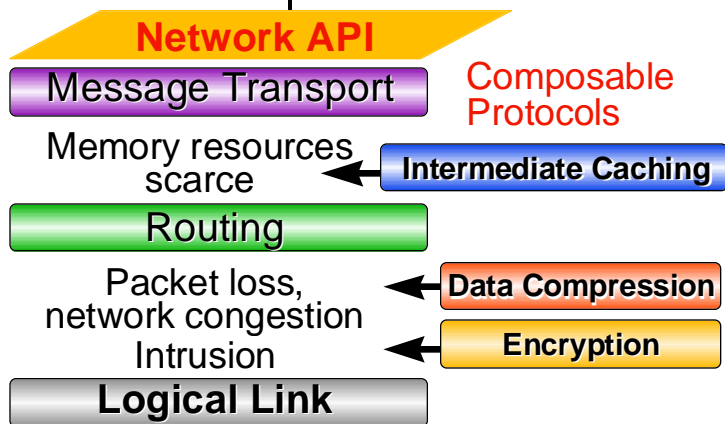 Network API
Message Transport
Composable
Protocols
Memory resources
scarce
Intermediate Caching
Routing
Packet loss,
network congestion
Data Compression
Intrusion
Encryption
Logical Link